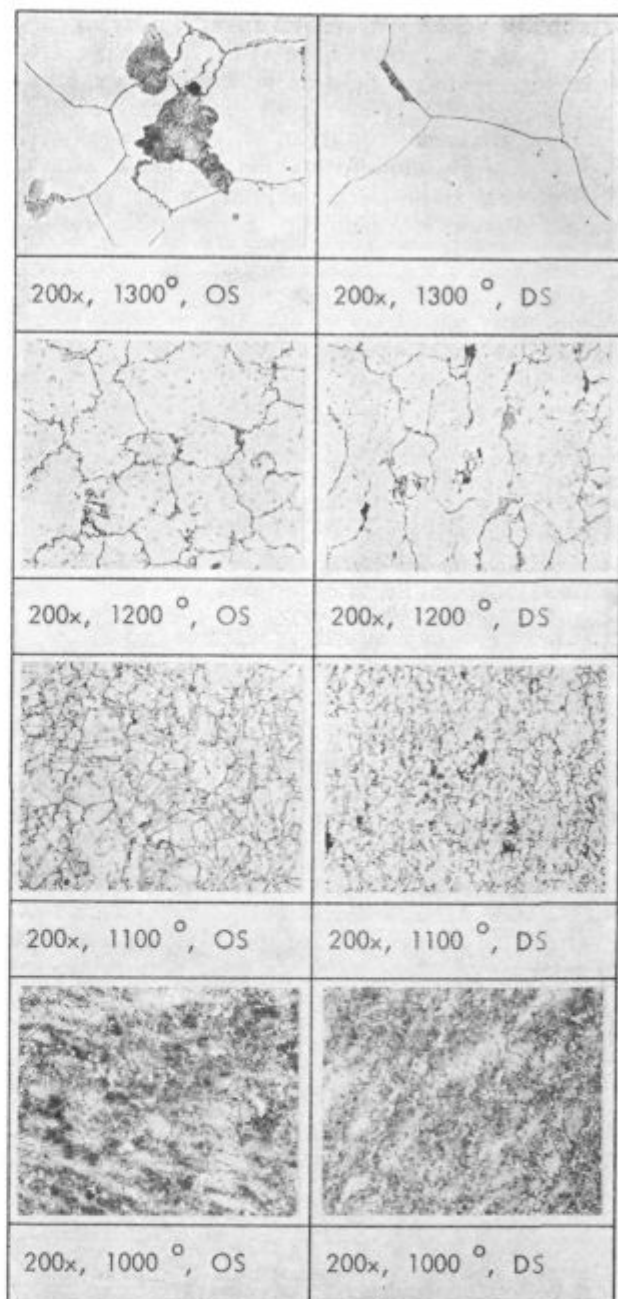 200x, 1300°, OS
200x, 1300 °, DS
200x, 1200 °, OS
200x, 1200 °, DS
200x, 1100 °, OS
200x, 1100 °, DS
200x, 1000 °, OS
200x, 1000 °, DS